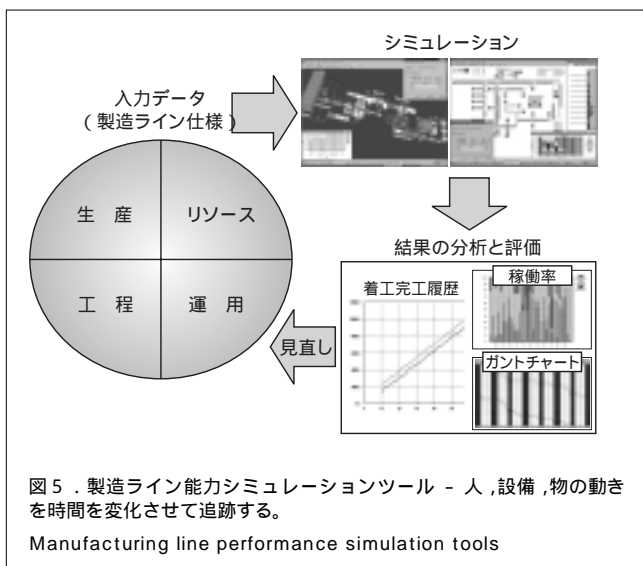 シミュレーション
入力データ
(製造ライン仕様)
生 産
リソース
工 程
運 用
結果の分析と評価
着工完工履歴
稼働率
ガントチャート
見直し
図5.製造ライン能力シミュレーションツール - 人,設備,物の動き
を時間を変化させて追跡する。
Manufacturing line performance simulation tools